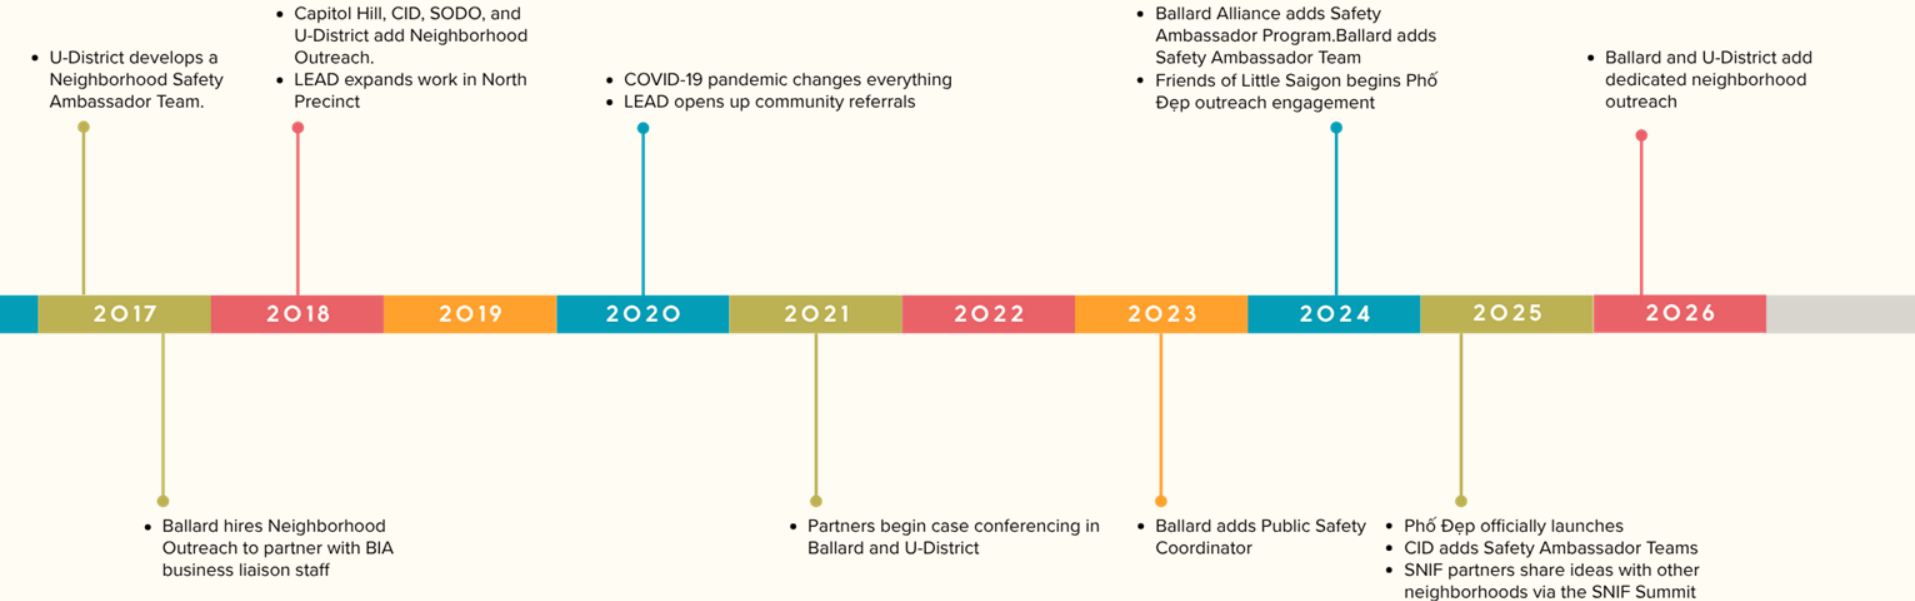 • U-District develops a
Neighborhood Safety
Ambassador Team.
• Capitol Hill, CID, SODO, and
U-District add Neighborhood
Outreach.
• LEAD expands work in North
Precinct
• COVID-19 pandemic changes everything
• LEAD opens up community referrals
• Ballard Alliance adds Safety
Ambassador Program.Ballard adds
Safety Ambassador Team
• Friends of Little Saigon begins Phố
Đẹp outreach engagement
• Ballard and U-District add
dedicated neighborhood
outreach
2017
2018
2019
2020
2021
2022
2023
2024
2025
2026
• Ballard hires Neighborhood
Outreach to partner with BIA
business liaison staff
• Partners begin case conferencing in
Ballard and U-District
• Ballard adds Public Safety
Coordinator
• Phố Đẹp officially launches
• CID adds Safety Ambassador Teams
• SNIF partners share ideas with other
neighborhoods via the SNIF Summit